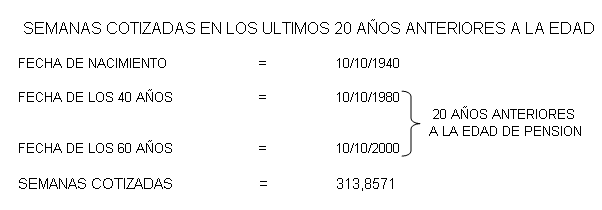 SEMANAS COTIZADAS EN LOS ULTIMOS 20 AÑOS ANTERIORES A LA EDAD
FECHA DE NACIMIENTO = 10/10/1940
FECHA DE LOS 40 AÑOS = 10/10/1980
20 AÑOS ANTERIORES
A LA EDAD DE PENSION
FECHA DE LOS 60 AÑOS = 10/10/2000
SEMANAS COTIZADAS = 313,8571